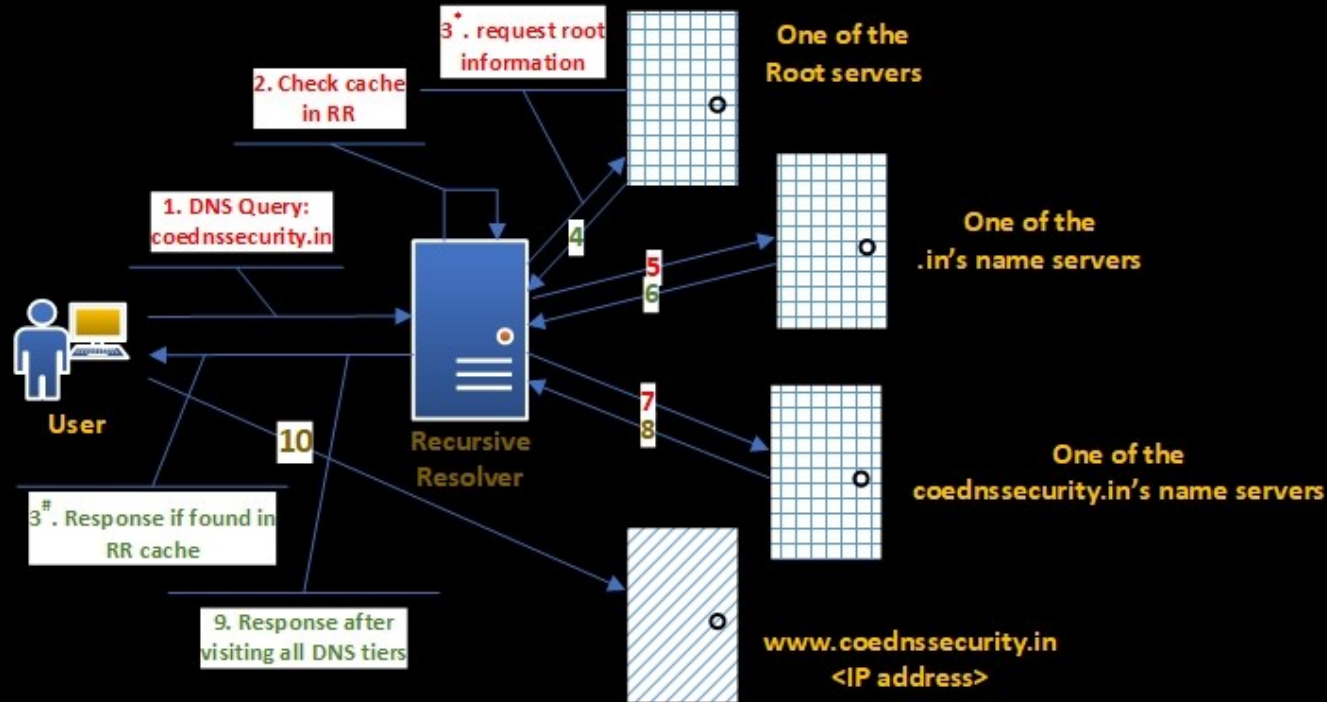 3*. request root
information
One of the
Root servers
2. Check cache
in RR
1. DNS Query:
coednssecurity.in
4
One of the
.in’s name servers
5
6
User
Recursive
Resolver
7
8
10
One of the
coednssecurity.in’s name servers
3#. Response if found in
RR cache
9. Response after
visiting all DNS tiers
www.coednssecurity.in
<IP address>